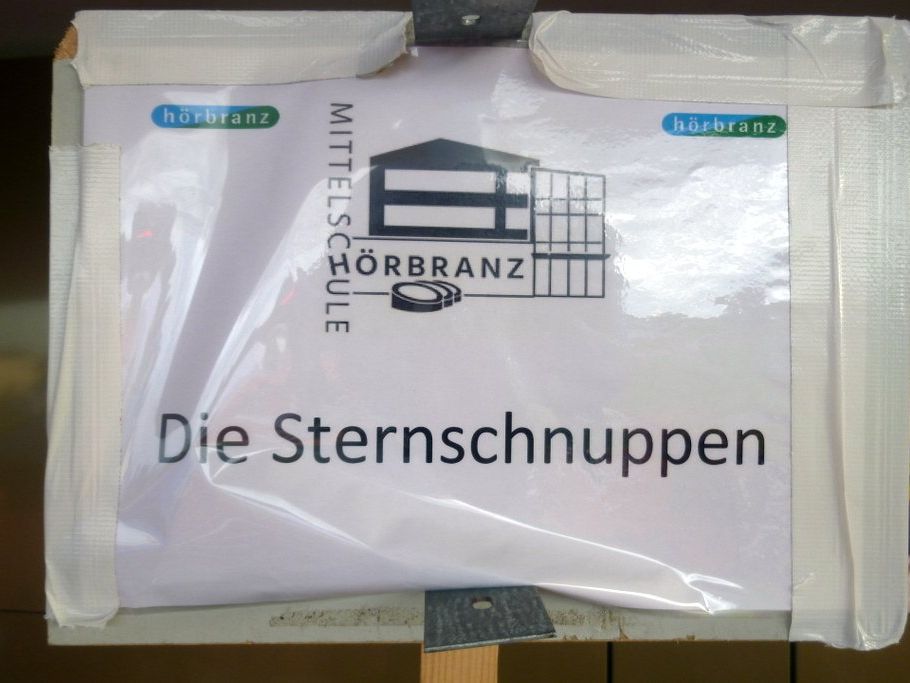 hörbranz
hörbranz
MITTELSCHULE
HÖRBRANZ
Die Sternschnuppen